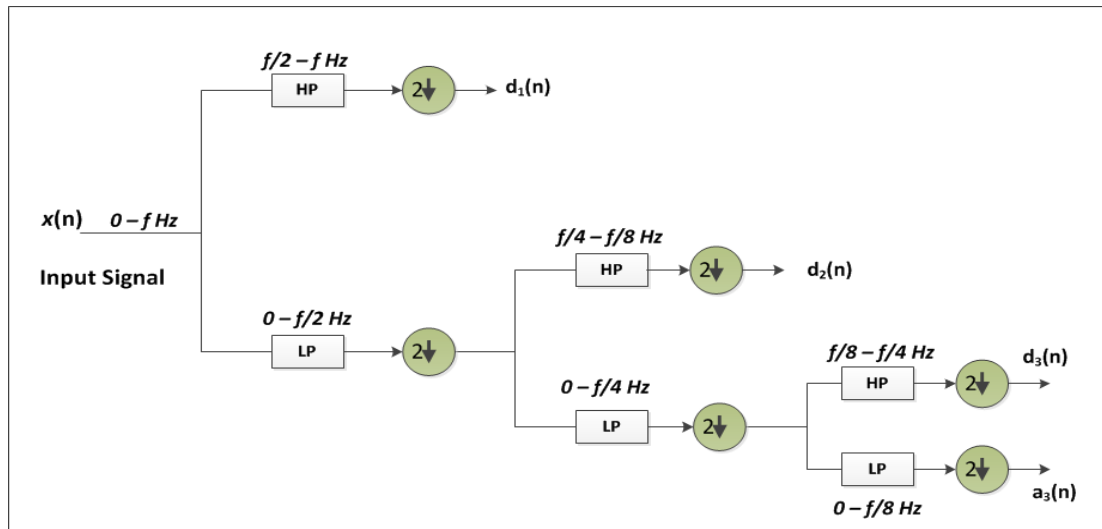 f/2 – f Hz
HP
2
d1(n)
x(n)
0 – f Hz
Input Signal
f/4 – f/8 Hz
HP
2
d2(n)
0 – f/2 Hz
LP
2
f/8 – f/4 Hz
HP
2
d3(n)
0 – f/4 Hz
LP
2
LP
2
a3(n)
0 – f/8 Hz